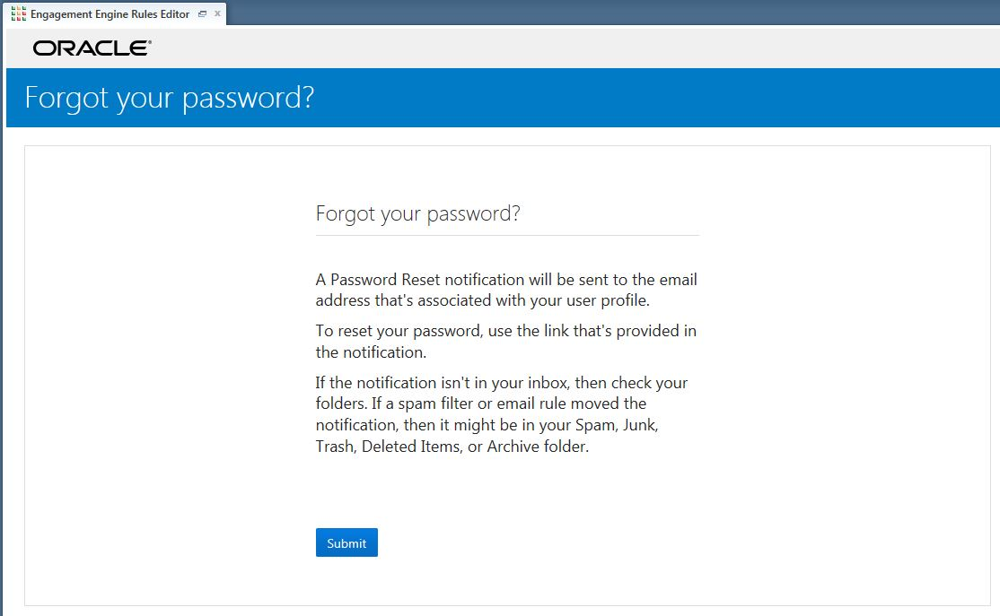 Engagement Engine Rules Editor
ORACLE®
Forgot your password?
Forgot your password?
A Password Reset notification will be sent to the email
address that's associated with your user profile.
To reset your password, use the link that's provided in
the notification.
If the notification isn't in your inbox, then check your
folders. If a spam filter or email rule moved the
notification, then it might be in your Spam, Junk,
Trash, Deleted Items, or Archive folder.
Submit